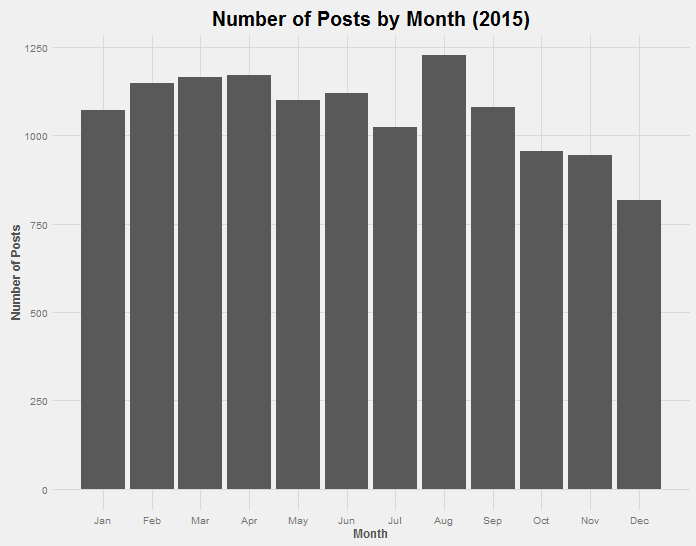 Number of Posts by Month (2015)
Number of Posts
1250
1000
750
500
250
0
Jan Feb Mar Apr May Jun Jul Aug Sep Oct Nov Dec
Month